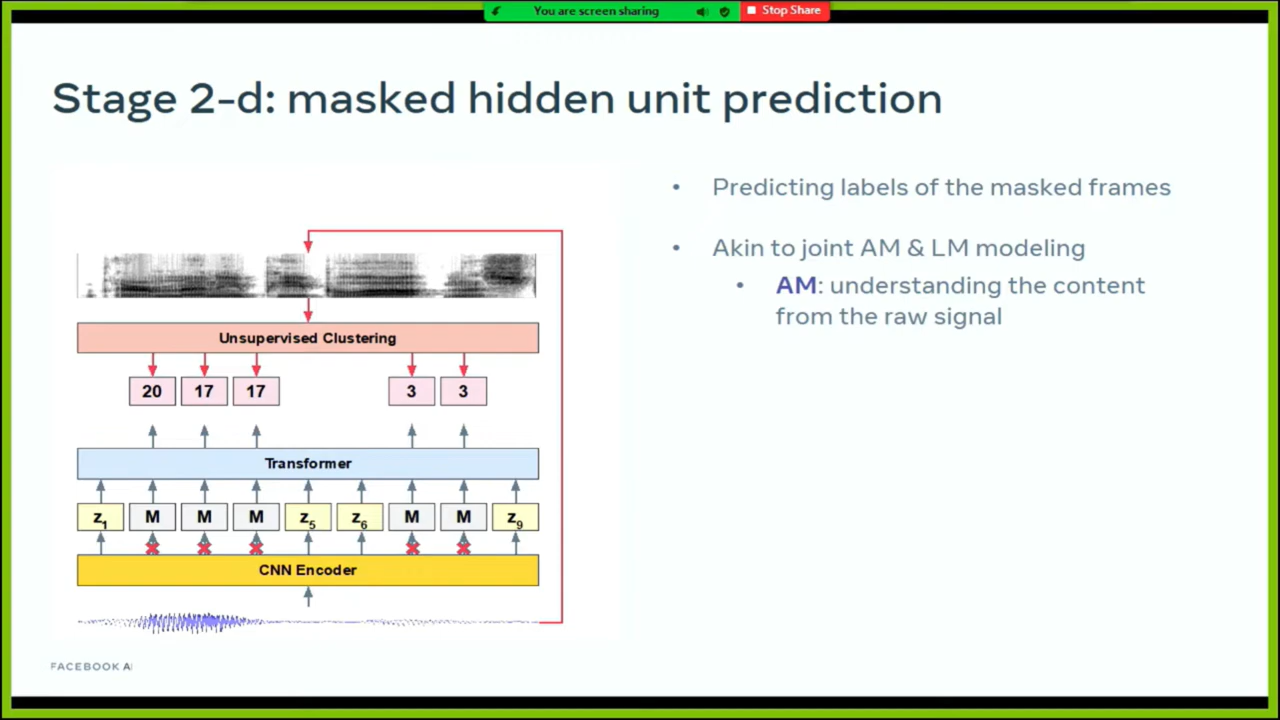 You are screen sharing
Stop Share
Stage 2-d: masked hidden unit prediction
• Predicting labels of the masked frames
• Akin to joint AM & LM modeling
• AM: understanding the content
from the raw signal
Unsupervised Clustering
20 17 17 3 3
Transformer
z1 M M M z5 z6 M M z9
CNN Encoder
FACEBOOK AI